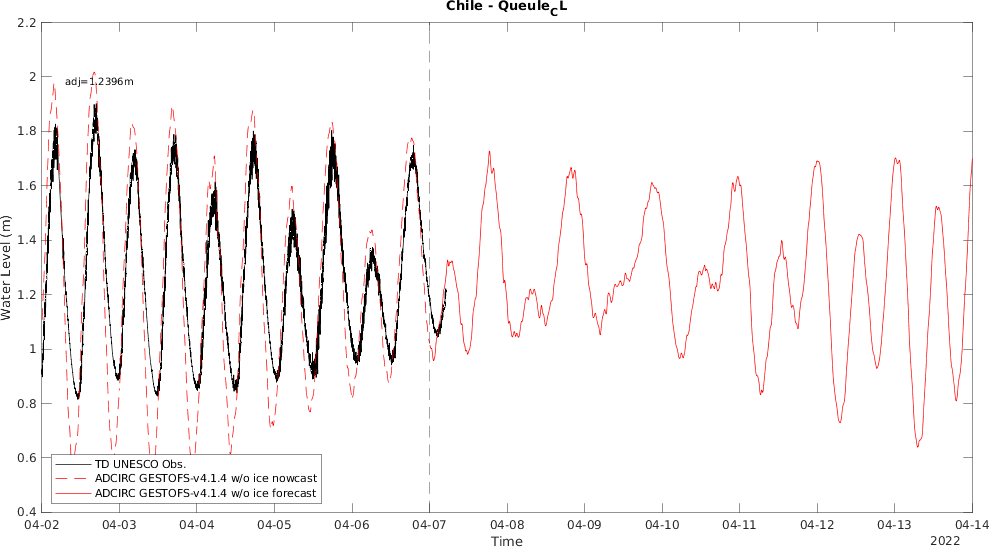 Chile - Queule_CL
2.2
2
1.8
1.6
1.4
1.2
1
0.8
0.6
0.4
Water Level (m)
adj=1.2396m
TD UNESCO Obs.
ADCIRC GESTOFS-v4.1.4 w/o ice nowcast
ADCIRC GESTOFS-v4.1.4 w/o ice forecast
04-02 04-03 04-04 04-05 04-06 04-07 04-08 04-09 04-10 04-11 04-12 04-13 04-14
Time
2022